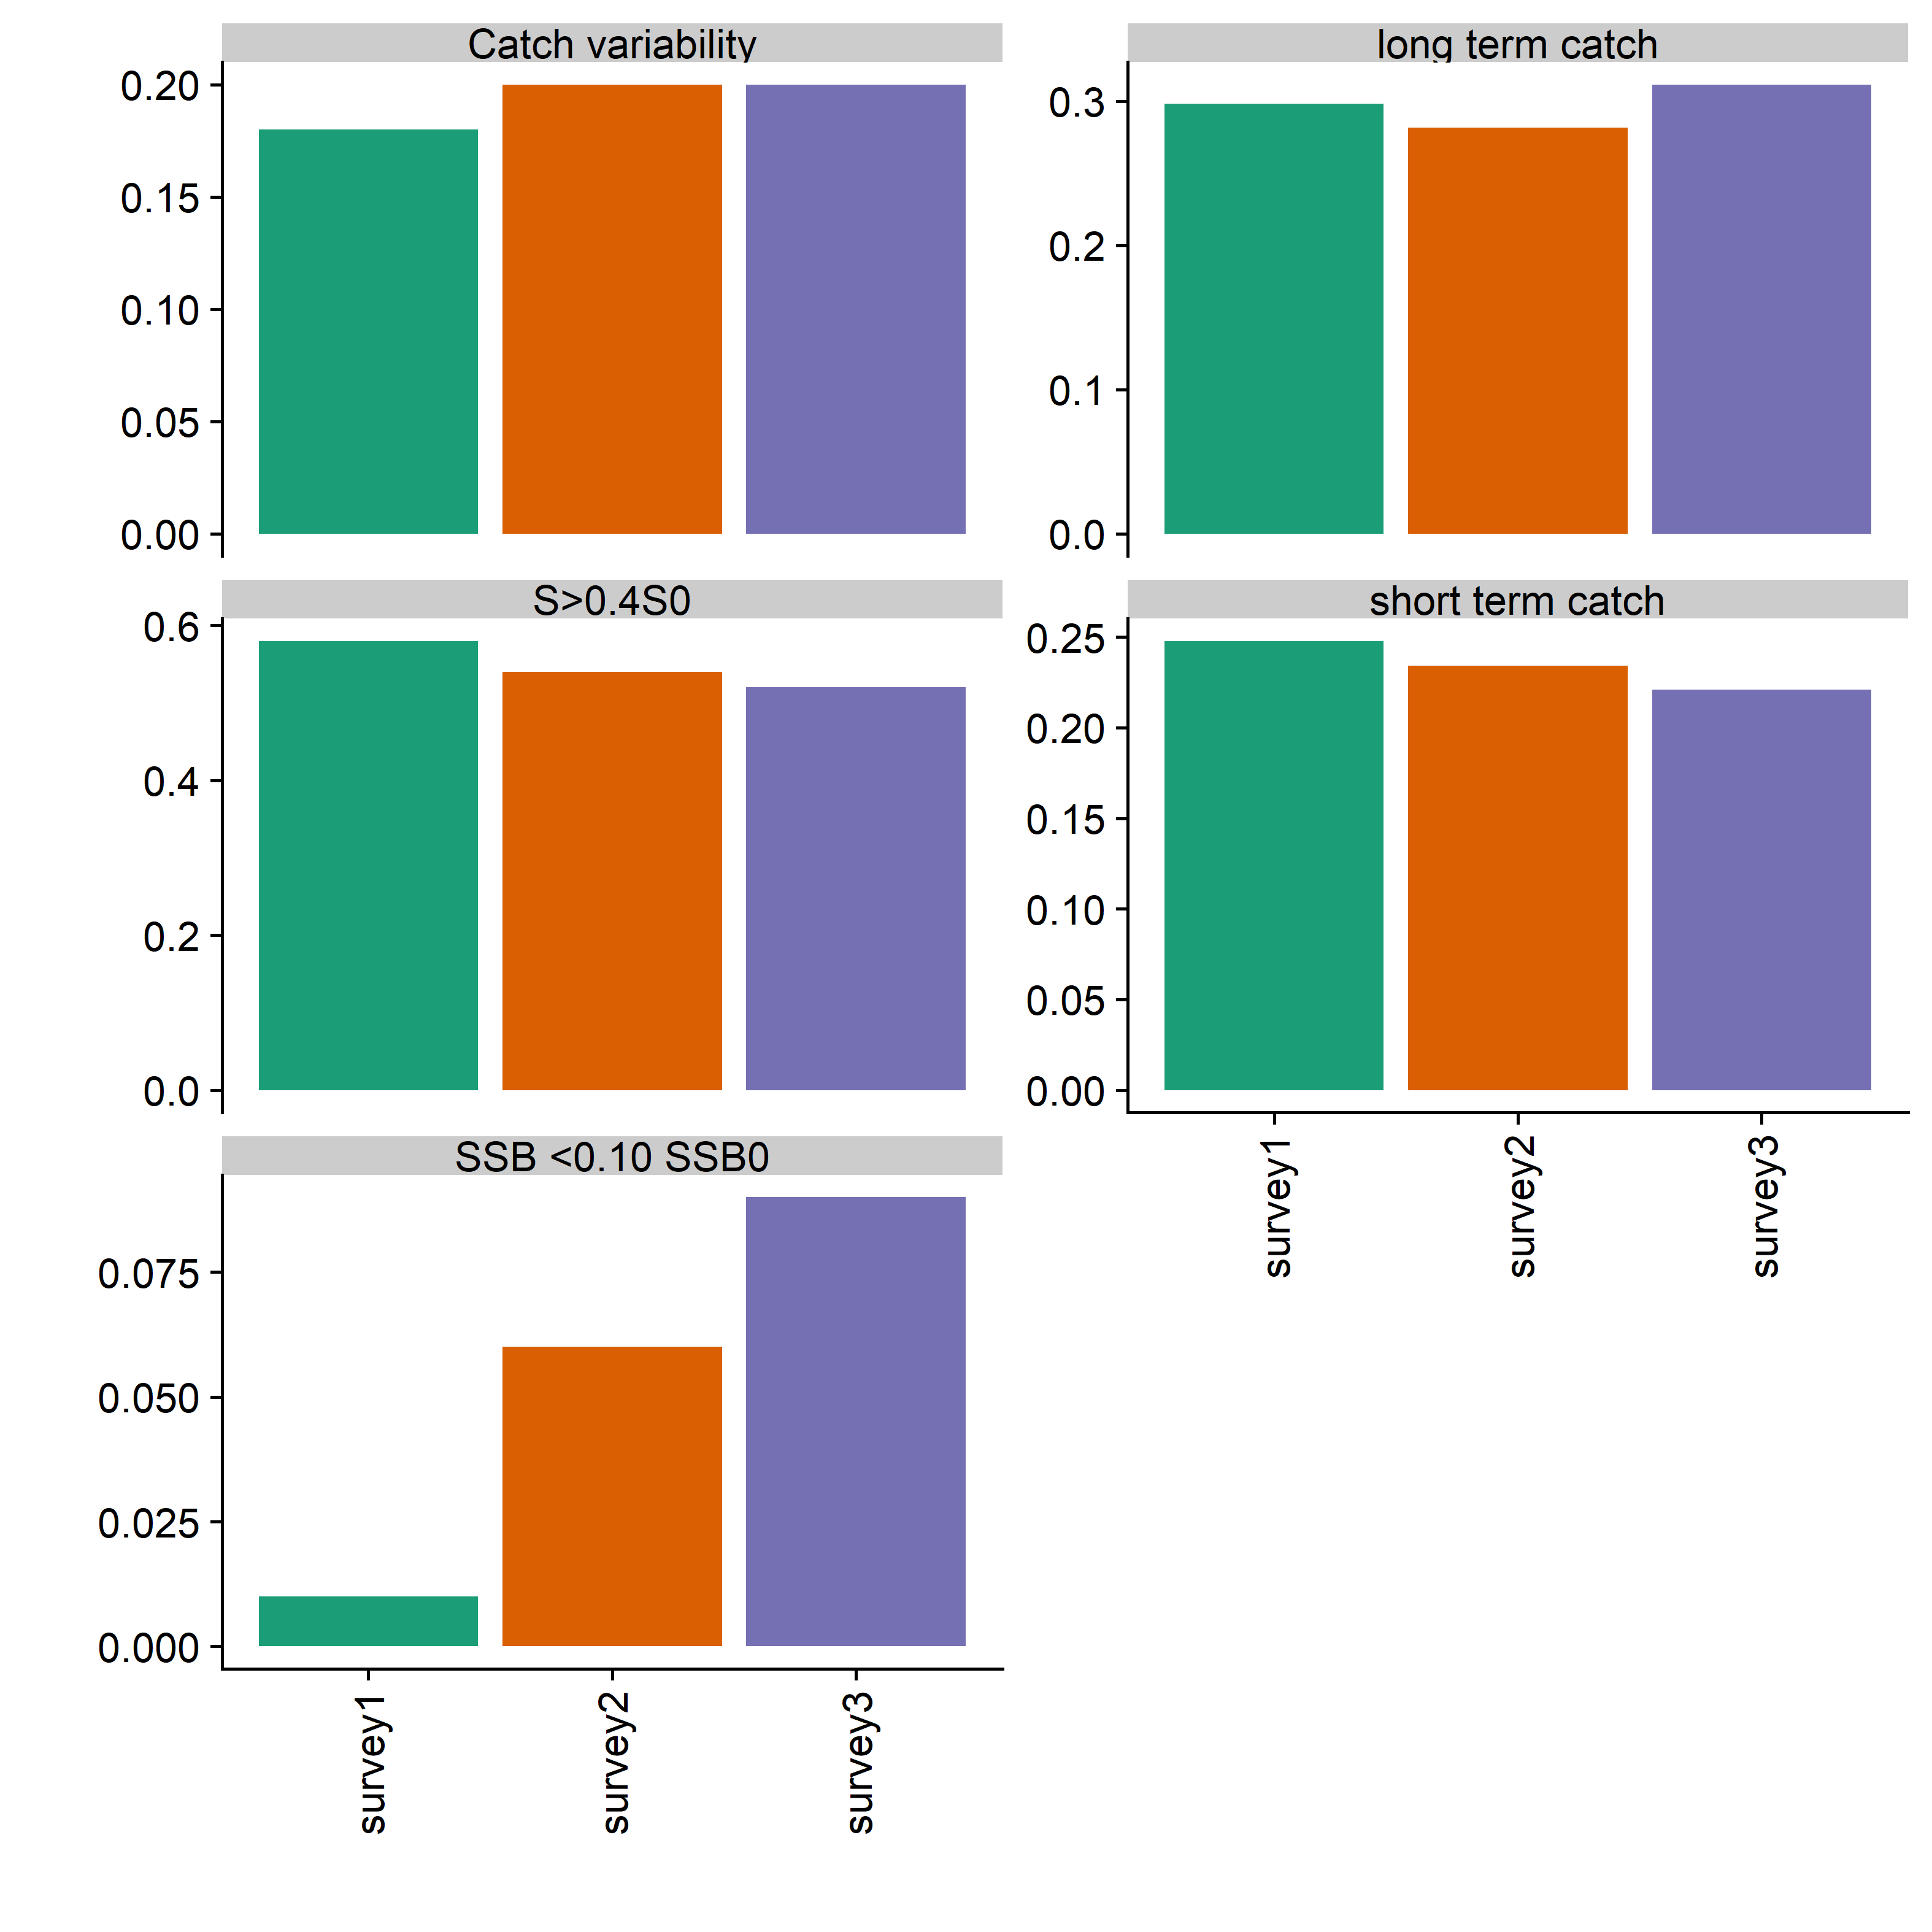 Catch variability
0.20
0.15
0.10
0.05
0.00
long term catch
0.3
0.2
0.1
0.0
S>0.4S0
0.6
0.4
0.2
0.0
short term catch
0.25
0.20
0.15
0.10
0.05
0.00
survey1
survey2
survey3
SSB <0.10 SSB0
0.075
0.050
0.025
0.000
survey1
survey2
survey3